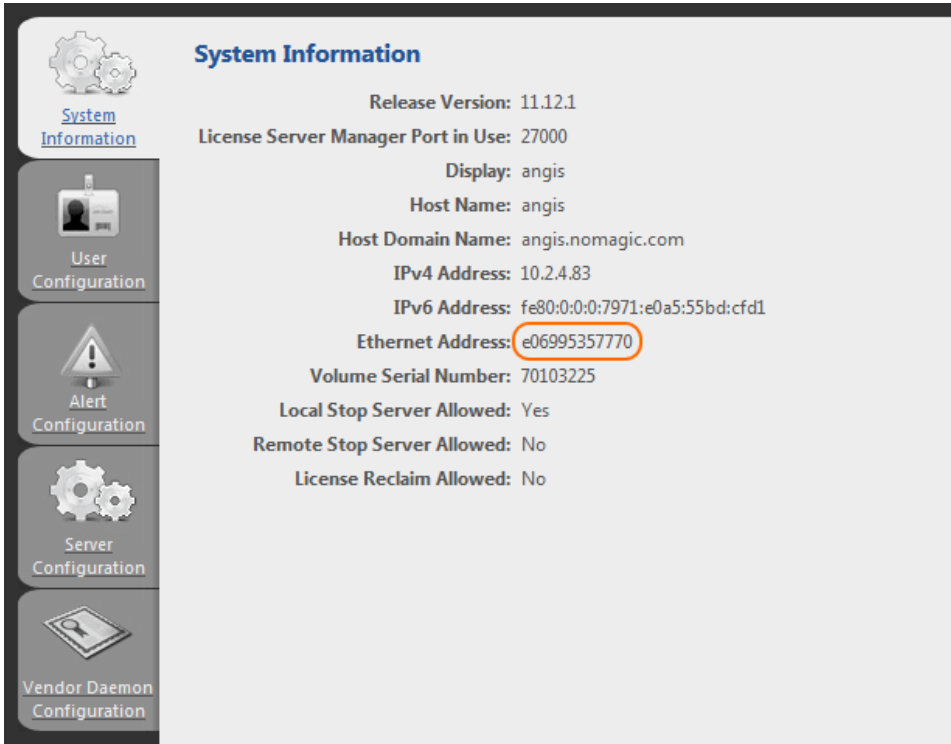 System
Information
User
Configuration
Alert
Configuration
Server
Configuration
Vendor Daemon
Configuration
System Information
Release Version: 11.12.1
License Server Manager Port in Use: 27000
Display: angis
Host Name: angis
Host Domain Name: angis.nomagic.com
IPv4 Address: 10.2.4.83
IPv6 Address: fe80:0:0:0:7971:e0a5:55bd:cfd1
Ethernet Address: e06995357770
Volume Serial Number: 70103225
Local Stop Server Allowed: Yes
Remote Stop Server Allowed: No
License Reclaim Allowed: No